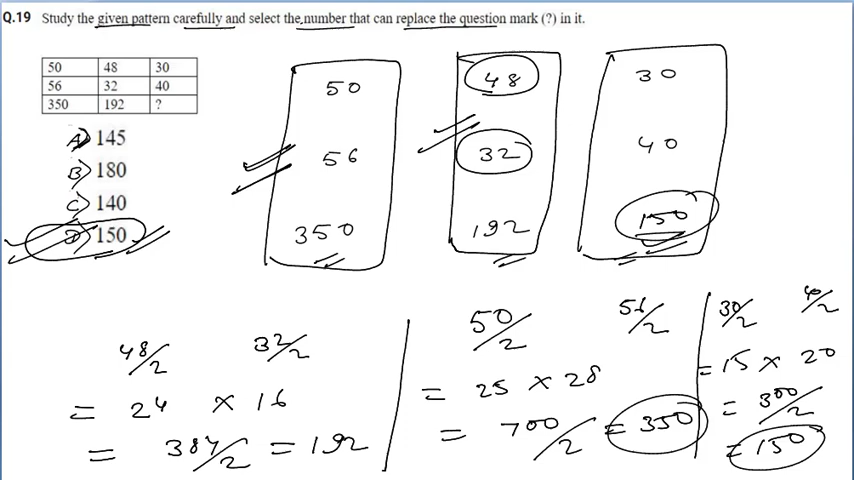 Q.19 Study the given pattern carefully and select the number that can replace the question mark (?) in it.
50 48 30
56 32 40
350 192 ?
A> 145
B> 180
C> 140
D> 150
50
56
350
48
32
192
30
40
150
48/2 32/2
= 24 × 16
= 384/2 = 192
50/2 56/2
= 25 × 28
= 700/2 = 350
30/2 40/2
= 15 × 20
= 300/2
= 150